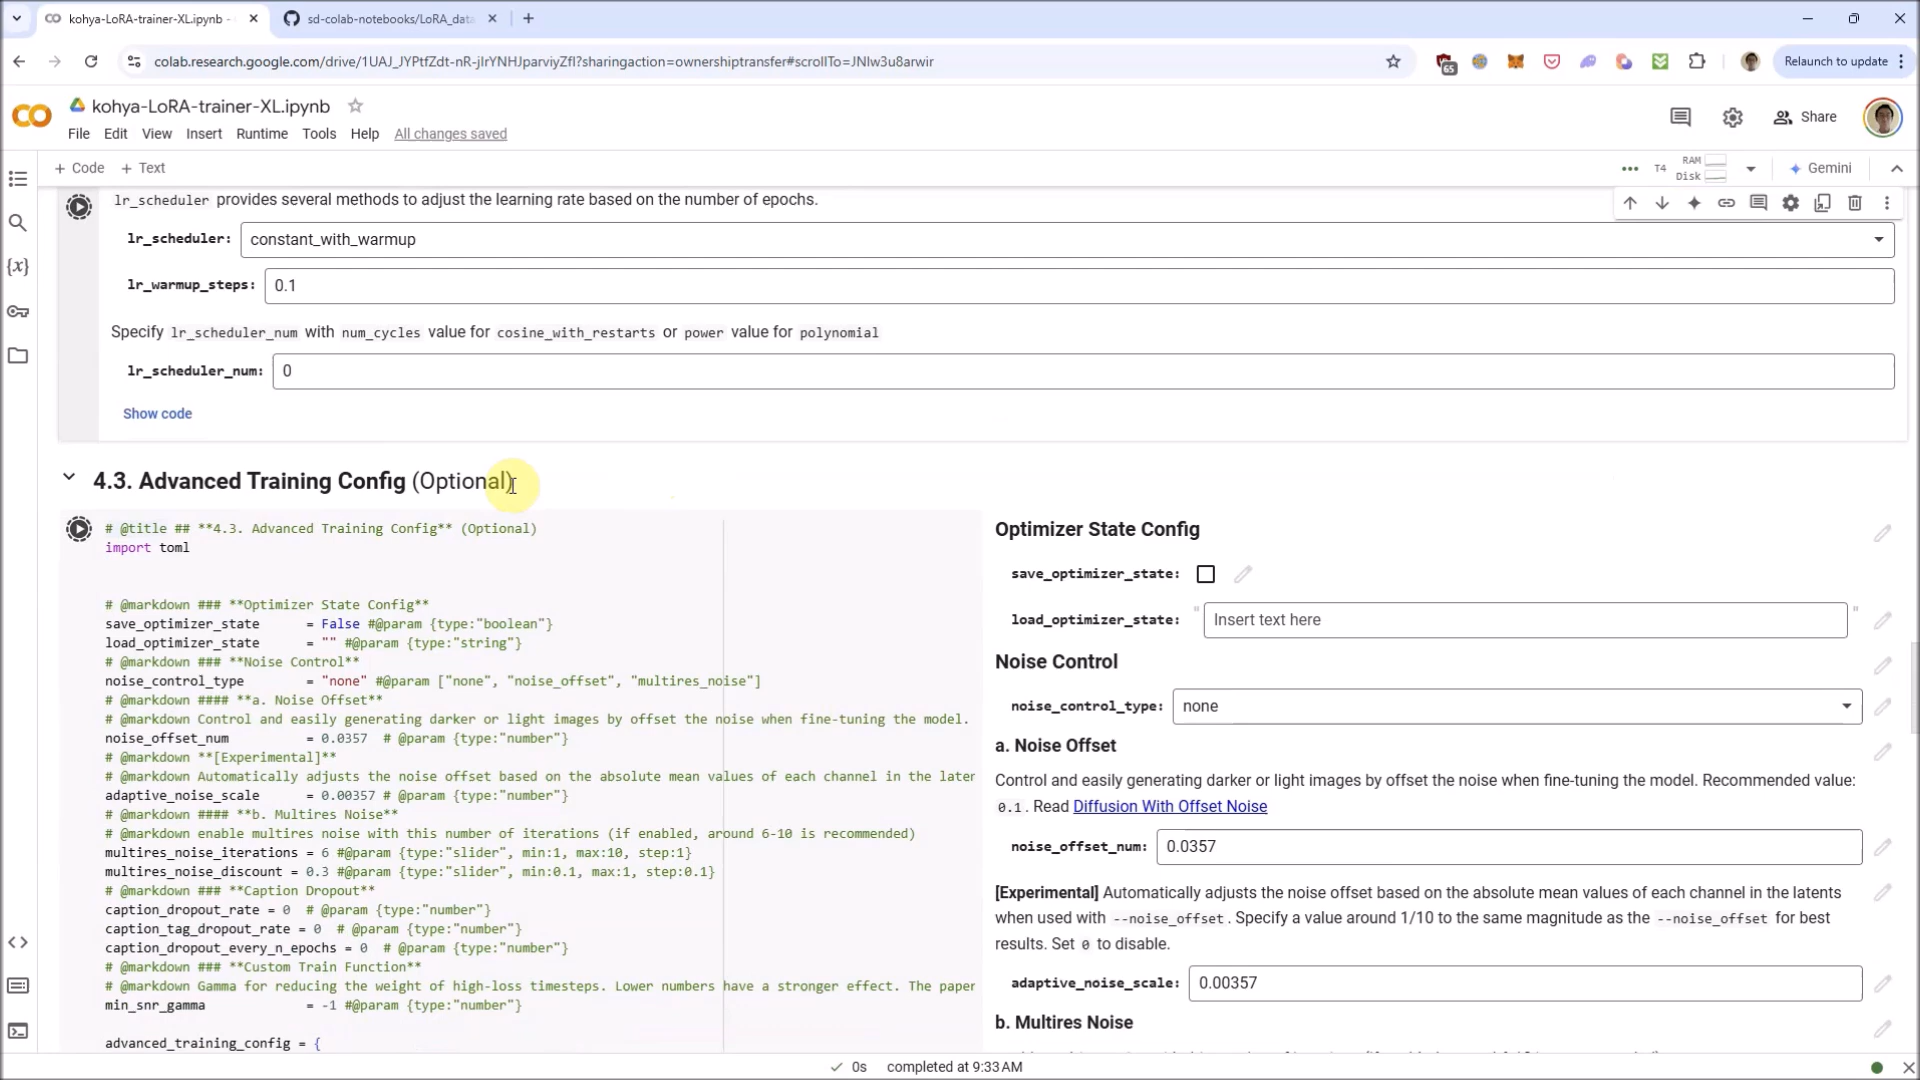 kohya-LoRA-trainer-XL.ipynb -
sd-colab-notebooks/LoRA_data
colab.research.google.com/drive/1UAJ_JYPtfZdt-nR-jIrYNHJparviyZfI?sharingaction=ownershiptransfer#scrollTo=JNIw3u8arwir
65
Relaunch to update
kohya-LoRA-trainer-XL.ipynb
File Edit View Insert Runtime Tools Help All changes saved
Share
+ Code + Text
T4 RAM Disk
Gemini
lr_scheduler provides several methods to adjust the learning rate based on the number of epochs.
lr_scheduler: constant_with_warmup
lr_warmup_steps: 0.1
Specify lr_scheduler_num with num_cycles value for cosine_with_restarts or power value for polynomial
lr_scheduler_num: 0
Show code
4.3. Advanced Training Config (Optional)
# @title ## **4.3. Advanced Training Config** (Optional)
import toml
# @markdown ### **Optimizer State Config**
save_optimizer_state = False #@param {type:"boolean"}
load_optimizer_state = "" #@param {type:"string"}
# @markdown ### **Noise Control**
noise_control_type = "none" #@param ["none", "noise_offset", "multires_noise"]
# @markdown #### **a. Noise Offset**
# @markdown Control and easily generating darker or light images by offset the noise when fine-tuning the model.
noise_offset_num = 0.0357 # @param {type:"number"}
# @markdown **[Experimental]**
# @markdown Automatically adjusts the noise offset based on the absolute mean values of each channel in the laten
adaptive_noise_scale = 0.00357 # @param {type:"number"}
# @markdown #### **b. Multires Noise**
# @markdown enable multires noise with this number of iterations (if enabled, around 6-10 is recommended)
multires_noise_iterations = 6 #@param {type:"slider", min:1, max:10, step:1}
multires_noise_discount = 0.3 #@param {type:"slider", min:0.1, max:1, step:0.1}
# @markdown ### **Caption Dropout**
caption_dropout_rate = 0 # @param {type:"number"}
caption_tag_dropout_rate = 0 # @param {type:"number"}
caption_dropout_every_n_epochs = 0 # @param {type:"number"}
# @markdown ### **Custom Train Function**
# @markdown Gamma for reducing the weight of high-loss timesteps. Lower numbers have a stronger effect. The paper
min_snr_gamma = -1 #@param {type:"number"}
advanced_training_config = {
Optimizer State Config
save_optimizer_state:
load_optimizer_state: " Insert text here "
Noise Control
noise_control_type: none
a. Noise Offset
Control and easily generating darker or light images by offset the noise when fine-tuning the model. Recommended value:
0.1. Read Diffusion With Offset Noise
noise_offset_num: 0.0357
[Experimental] Automatically adjusts the noise offset based on the absolute mean values of each channel in the latents
when used with --noise_offset. Specify a value around 1/10 to the same magnitude as the --noise_offset for best
results. Set 0 to disable.
adaptive_noise_scale: 0.00357
b. Multires Noise
0s completed at 9:33 AM